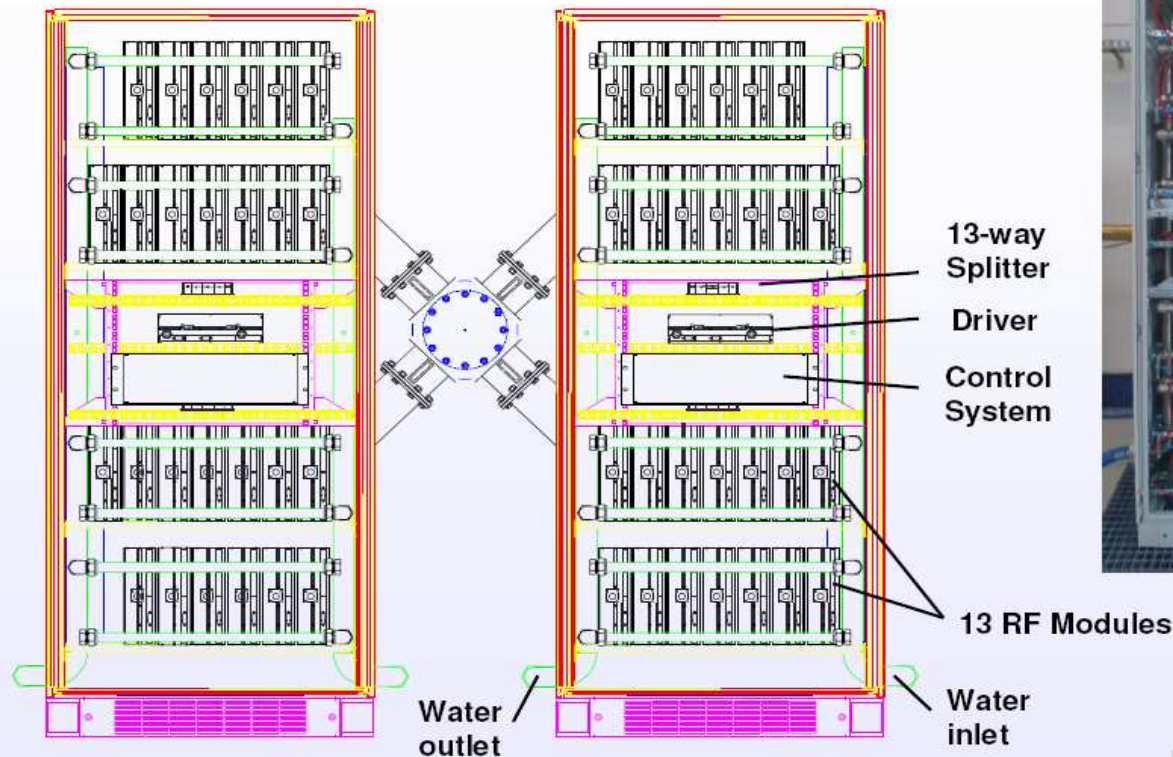 13-way
Splitter
Driver
Control
System
13 RF Modules
Water
outlet
Water
inlet